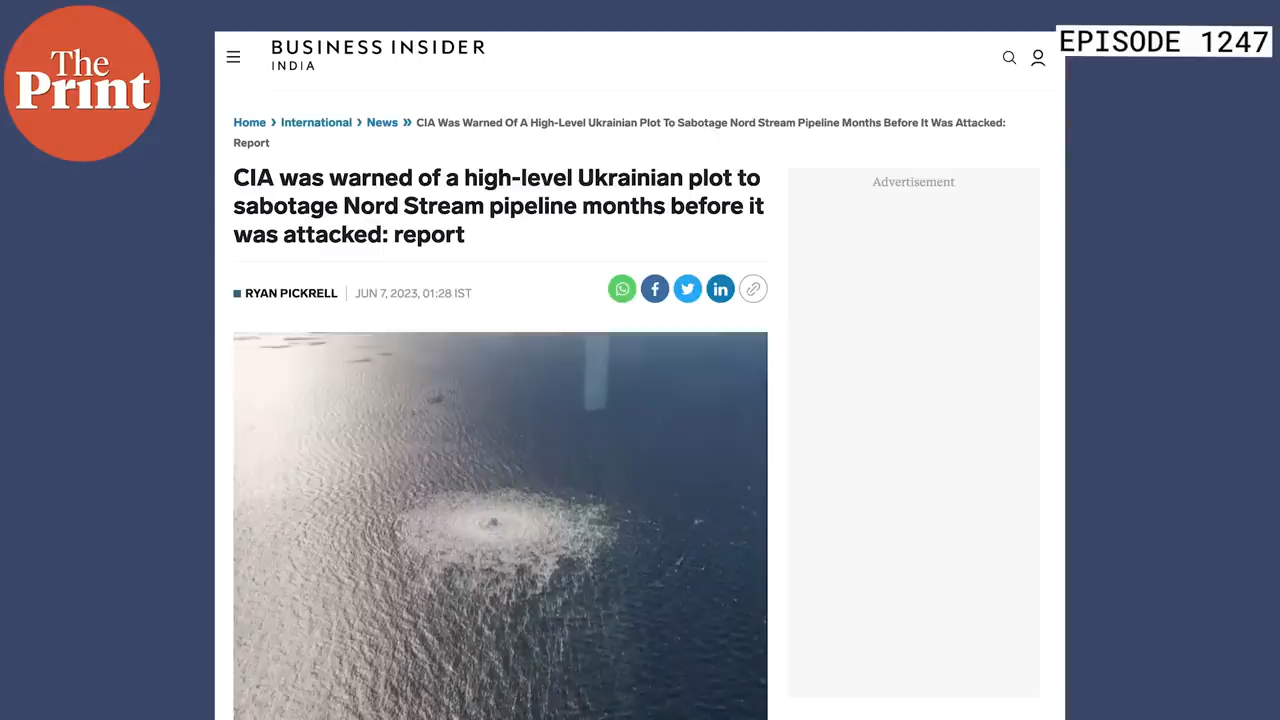 The
Print
EPISODE 1247
BUSINESS INSIDER
INDIA
Home › International › News » CIA Was Warned Of A High-Level Ukrainian Plot To Sabotage Nord Stream Pipeline Months Before It Was Attacked:
Report
CIA was warned of a high-level Ukrainian plot to
sabotage Nord Stream pipeline months before it
was attacked: report
RYAN PICKRELL | JUN 7, 2023, 01:28 IST
Advertisement